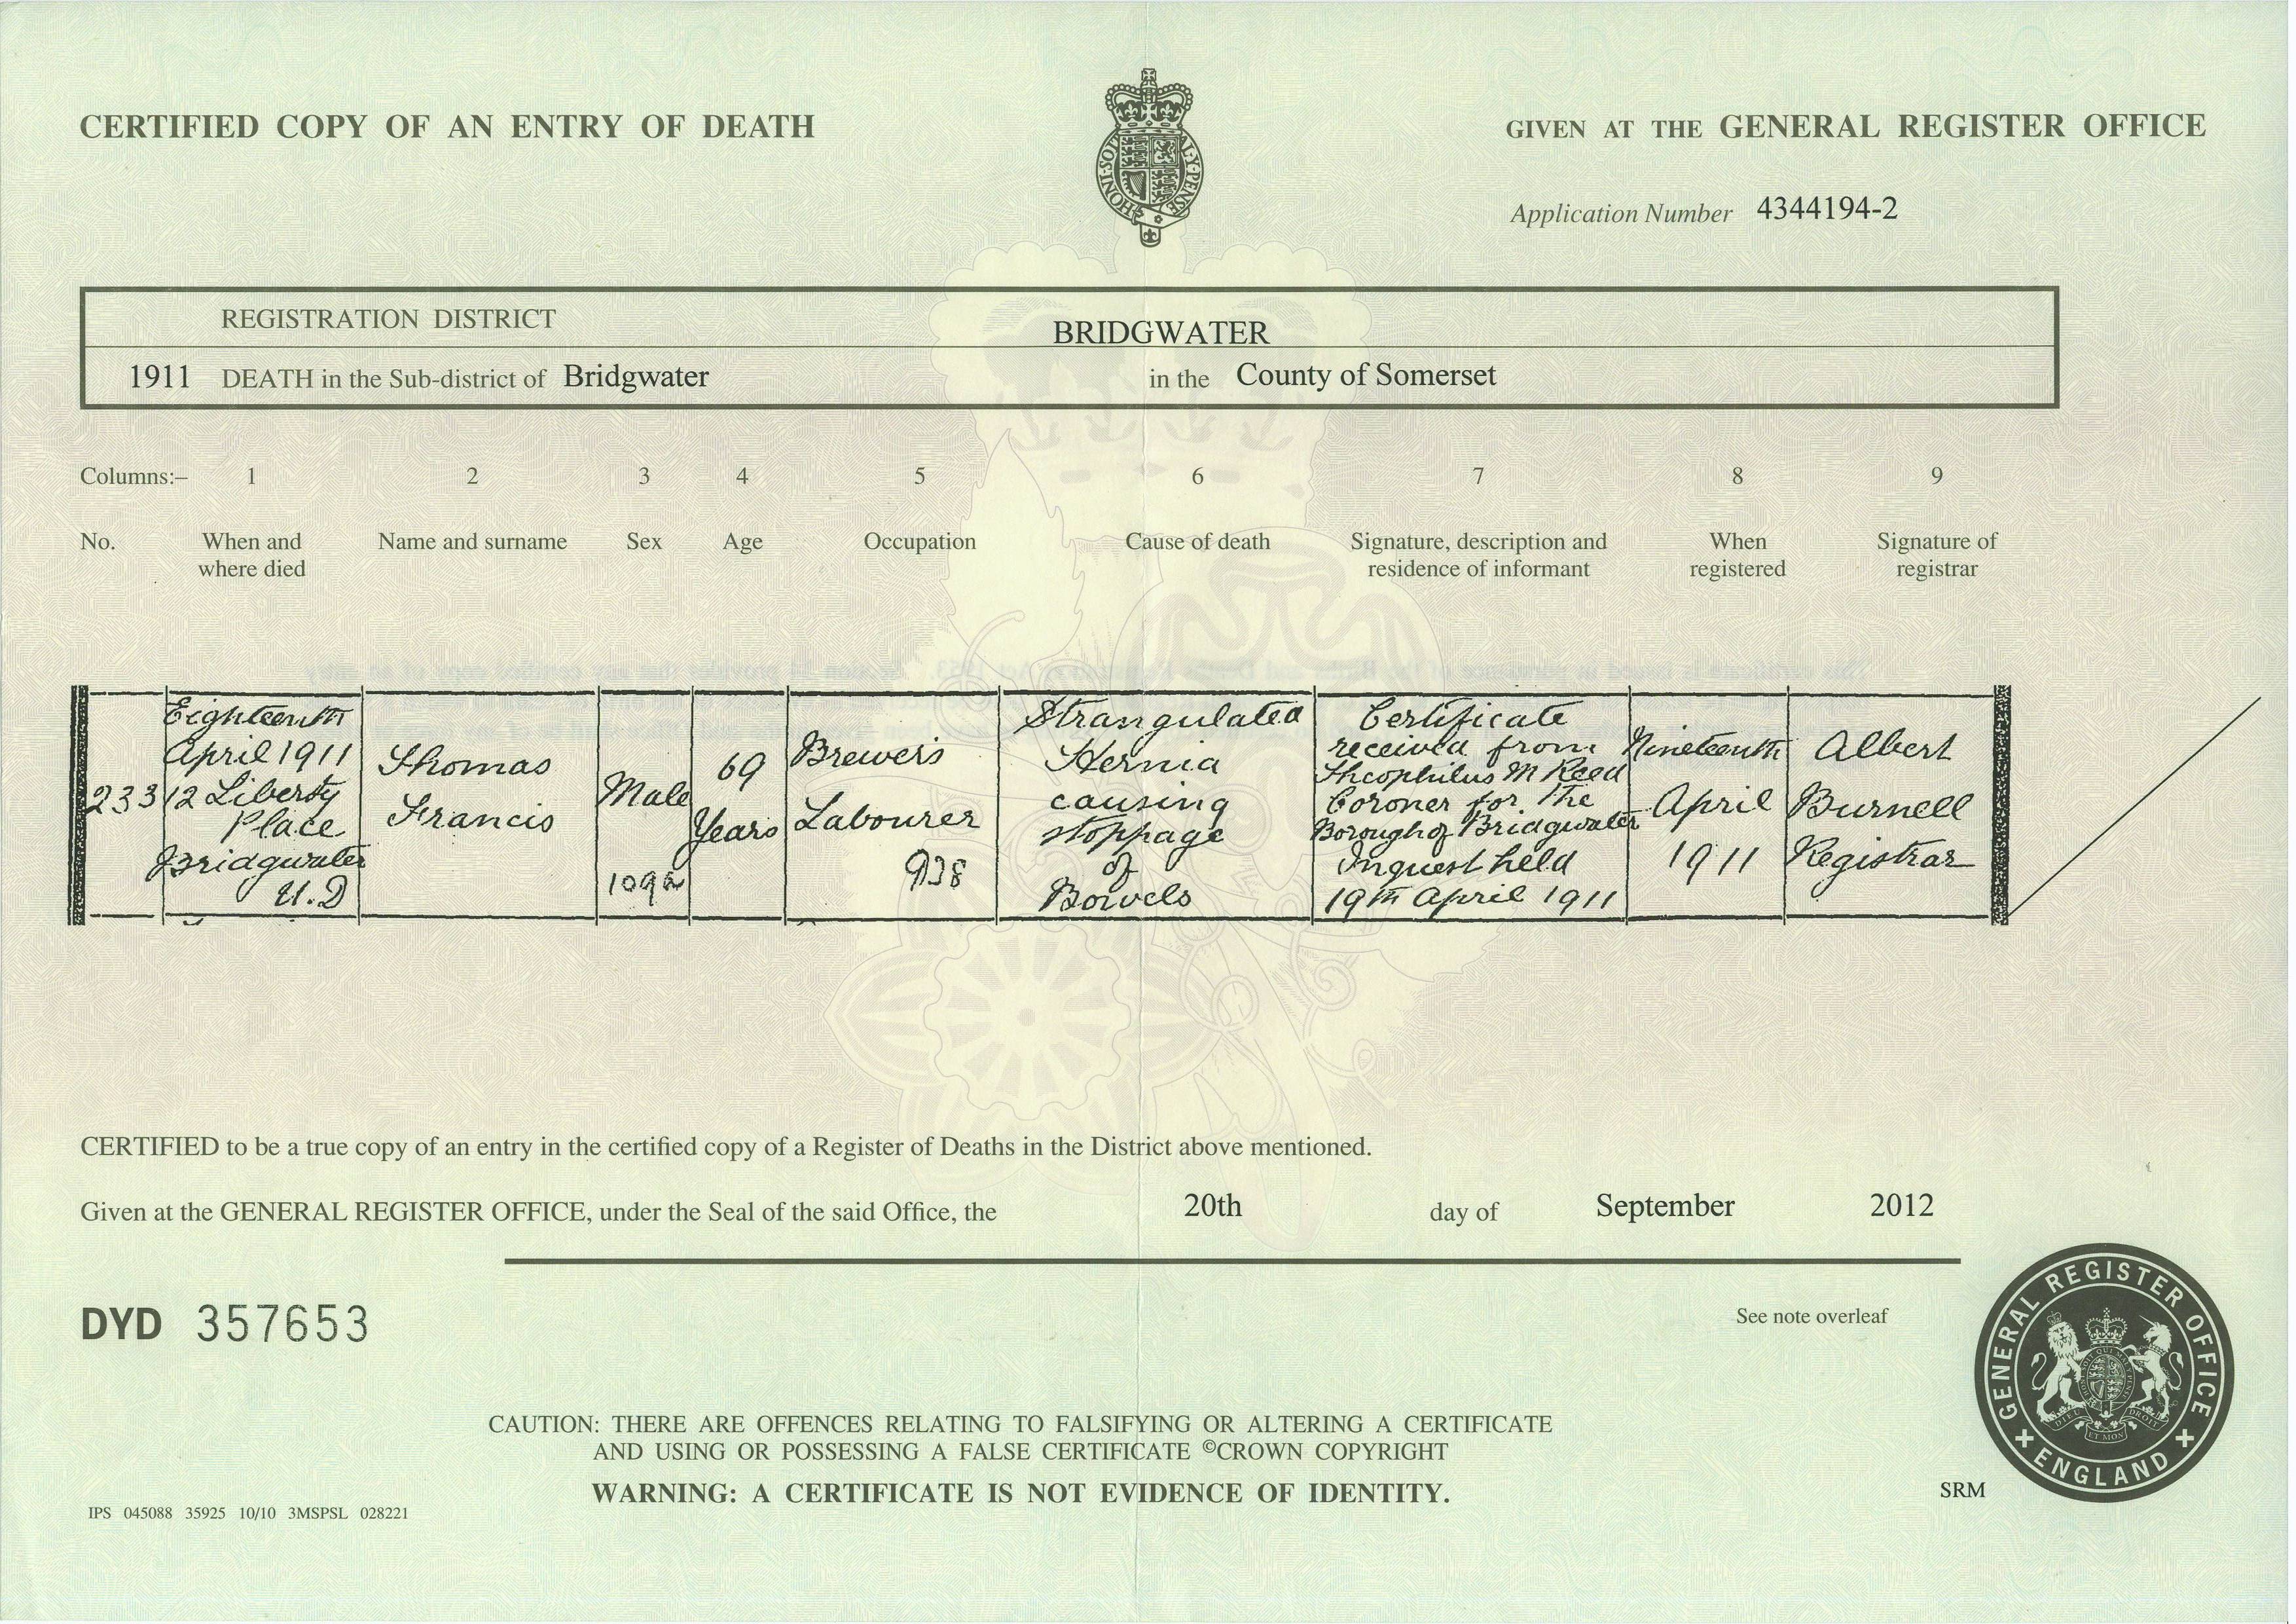 CERTIFIED COPY OF AN ENTRY OF DEATH
GIVEN AT THE GENERAL REGISTER OFFICE
HONI·SOI
AL·Y·PENSE
Application Number 4344194-2
REGISTRATION DISTRICT BRIDGWATER
1911 DEATH in the Sub-district of Bridgwater in the County of Somerset
Columns:– 1 2 3 4 5 6 7 8 9
No.
When and
where died
Name and surname
Sex
Age
Occupation
Cause of death
Signature, description and
residence of informant
When
registered
Signature of
registrar
233
Eighteenth
April 1911
12 Liberty
Place
Bridgwater
U.D
Thomas
Francis
Male
1092
69
Years
Brewer's
Labourer
938
Strangulated
Hernia
causing
stoppage
of
Bowels
Certificate
received from
Theophilus M Reed
Coroner for The
Borough of Bridgwater
Inquest held
19th April 1911
Nineteenth
April
1911
Albert
Burnell
Registrar
CERTIFIED to be a true copy of an entry in the certified copy of a Register of Deaths in the District above mentioned.
Given at the GENERAL REGISTER OFFICE, under the Seal of the said Office, the 20th day of September 2012
DYD 357653
See note overleaf
GENERAL REGISTER OFFICE
ENGLAND
DIEU ET MON DROIT
CAUTION: THERE ARE OFFENCES RELATING TO FALSIFYING OR ALTERING A CERTIFICATE
AND USING OR POSSESSING A FALSE CERTIFICATE ©CROWN COPYRIGHT
WARNING: A CERTIFICATE IS NOT EVIDENCE OF IDENTITY.
SRM
IPS 045088 35925 10/10 3MSPSL 028221